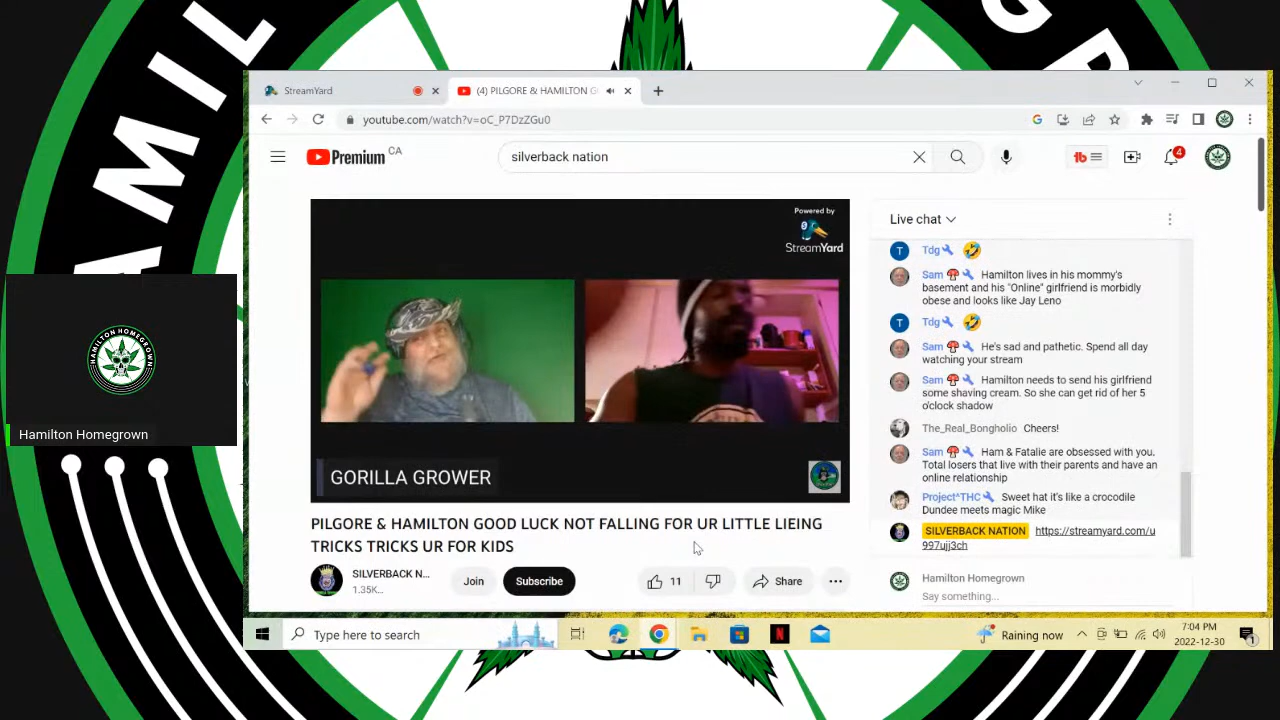 HAMIL
StreamYard
(4) PILGORE & HAMILTON G
youtube.com/watch?v=oC_P7DzZGu0
Premium CA
silverback nation
4
Powered by
StreamYard
GORILLA GROWER
PILGORE & HAMILTON GOOD LUCK NOT FALLING FOR UR LITTLE LIEING
TRICKS TRICKS UR FOR KIDS
SILVERBACK N...
1.35K...
Join
Subscribe
11
Share
Live chat
T
Tdg
Sam Hamilton lives in his mommy's
basement and his "Online" girlfriend is morbidly
obese and looks like Jay Leno
T
Tdg
Sam He's sad and pathetic. Spend all day
watching your stream
Sam Hamilton needs to send his girlfriend
some shaving cream. So she can get rid of her 5
o'clock shadow
The_Real_Bongholio Cheers!
Sam Ham & Fatalie are obsessed with you.
Total losers that live with their parents and have an
online relationship
Project^THC Sweet hat it's like a crocodile
Dundee meets magic Mike
SILVERBACK NATION https://streamyard.com/u
997ujj3ch
Hamilton Homegrown
Say something...
HAMILTON HOMEGROWN
Hamilton Homegrown
Type here to search
Raining now
7:04 PM
2022-12-30
1